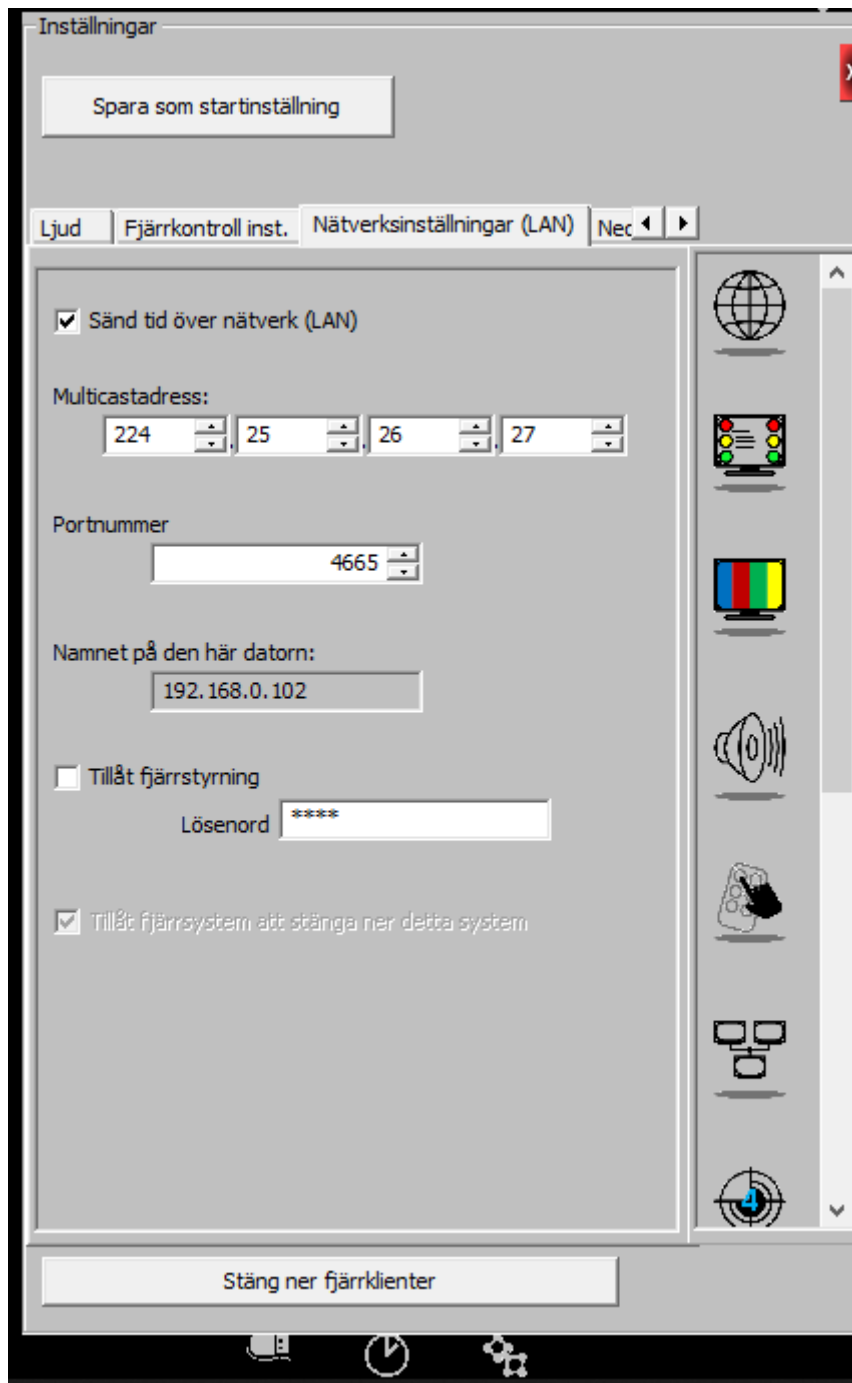 Inställningar
Spara som startinställning
Ljud Fjärrkontroll inst. Nätverksinställningar (LAN)
Sänd tid över nätverk (LAN)
Multicastadress:
224 . 25 . 26 . 27
Portnummer
4665
Namnet på den här datorn:
192.168.0.102
Tillåt fjärrstyrning
Lösenord ****
Tillåt fjärrsystem att stänga ner detta system
4
Stäng ner fjärrklienter